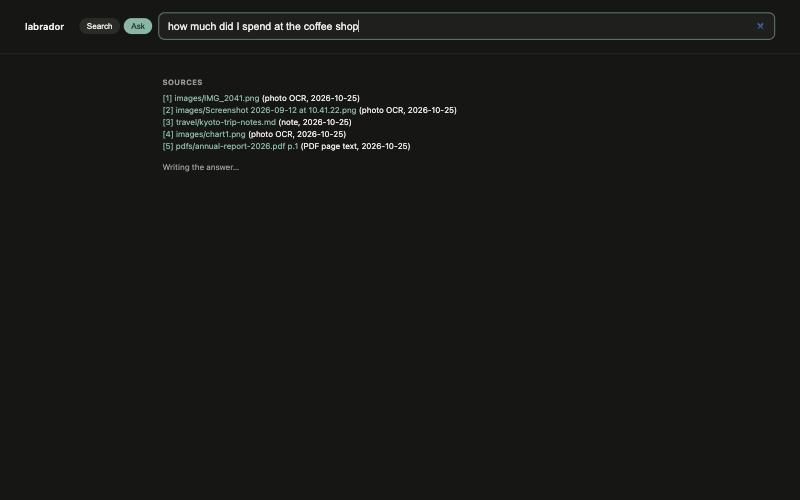 labrador Search Ask how much did I spend at the coffee shop
SOURCES
[1] images/IMG_2041.png (photo OCR, 2026-10-25)
[2] images/Screenshot 2026-09-12 at 10.41.22.png (photo OCR, 2026-10-25)
[3] travel/kyoto-trip-notes.md (note, 2026-10-25)
[4] images/chart1.png (photo OCR, 2026-10-25)
[5] pdfs/annual-report-2026.pdf p.1 (PDF page text, 2026-10-25)
Writing the answer...